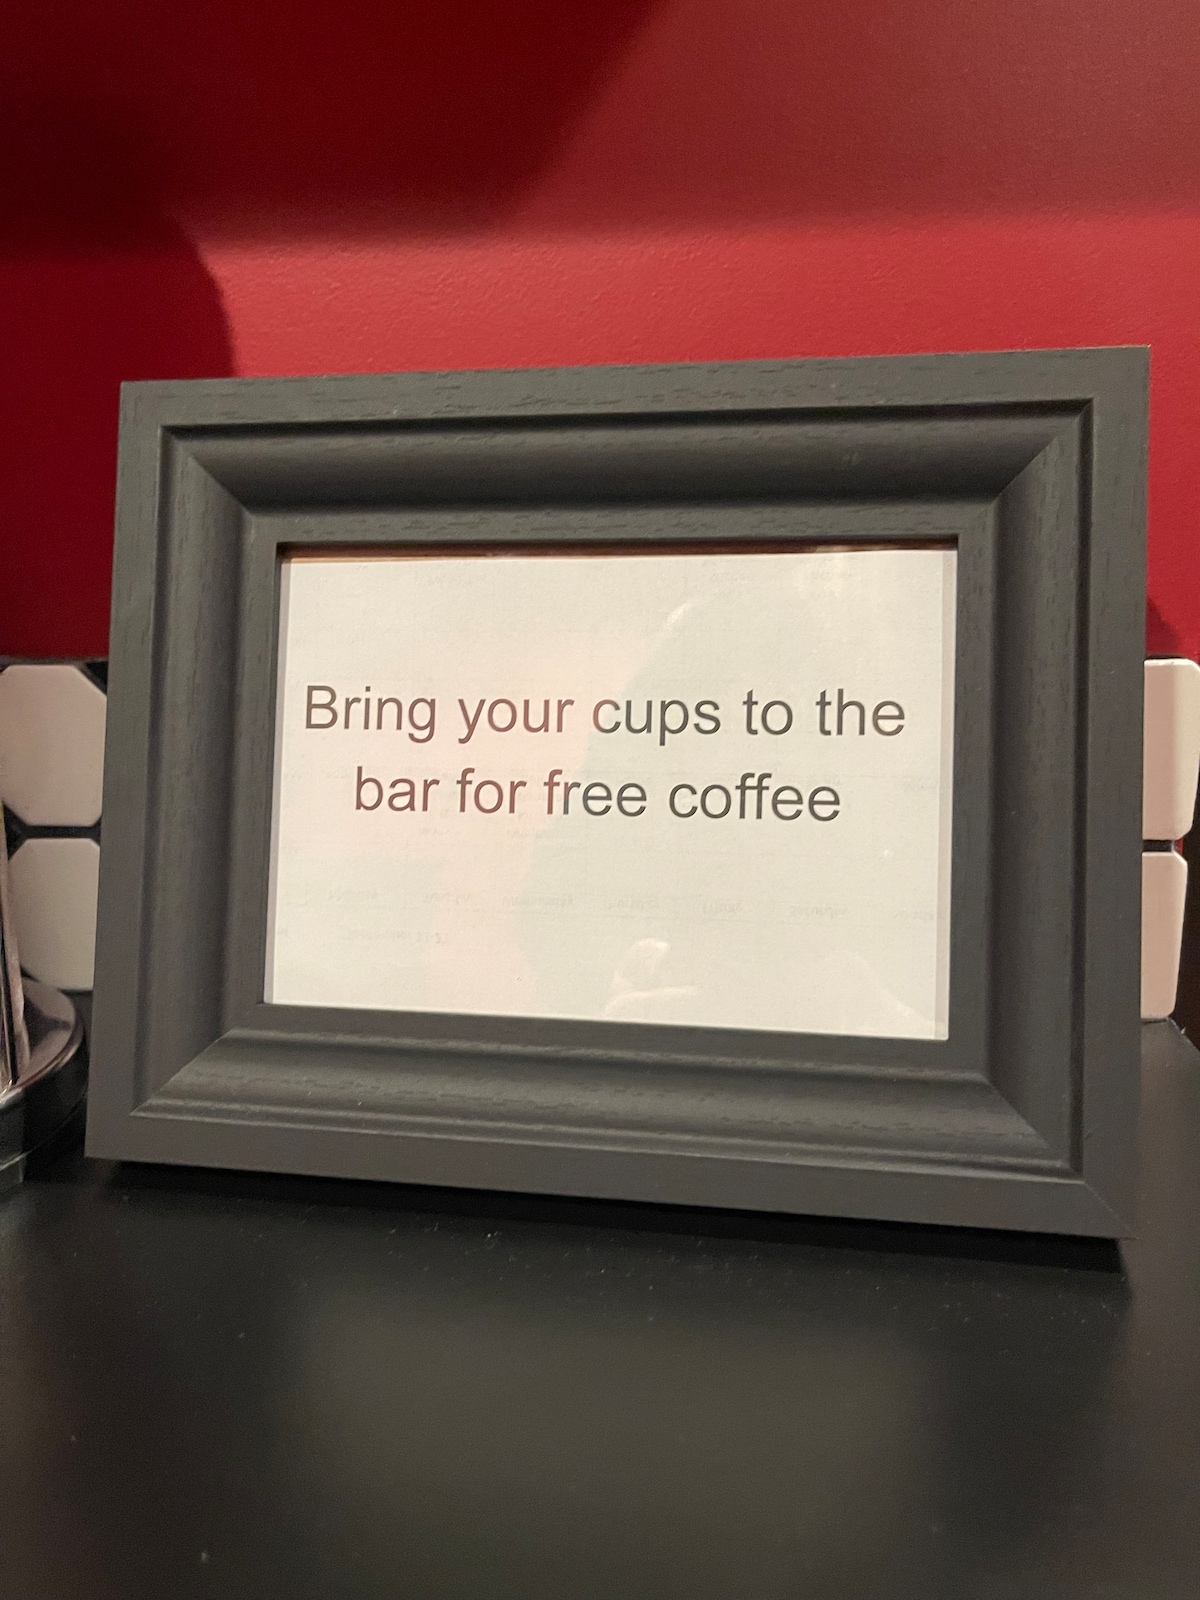 Bring your cups to the
bar for free coffee